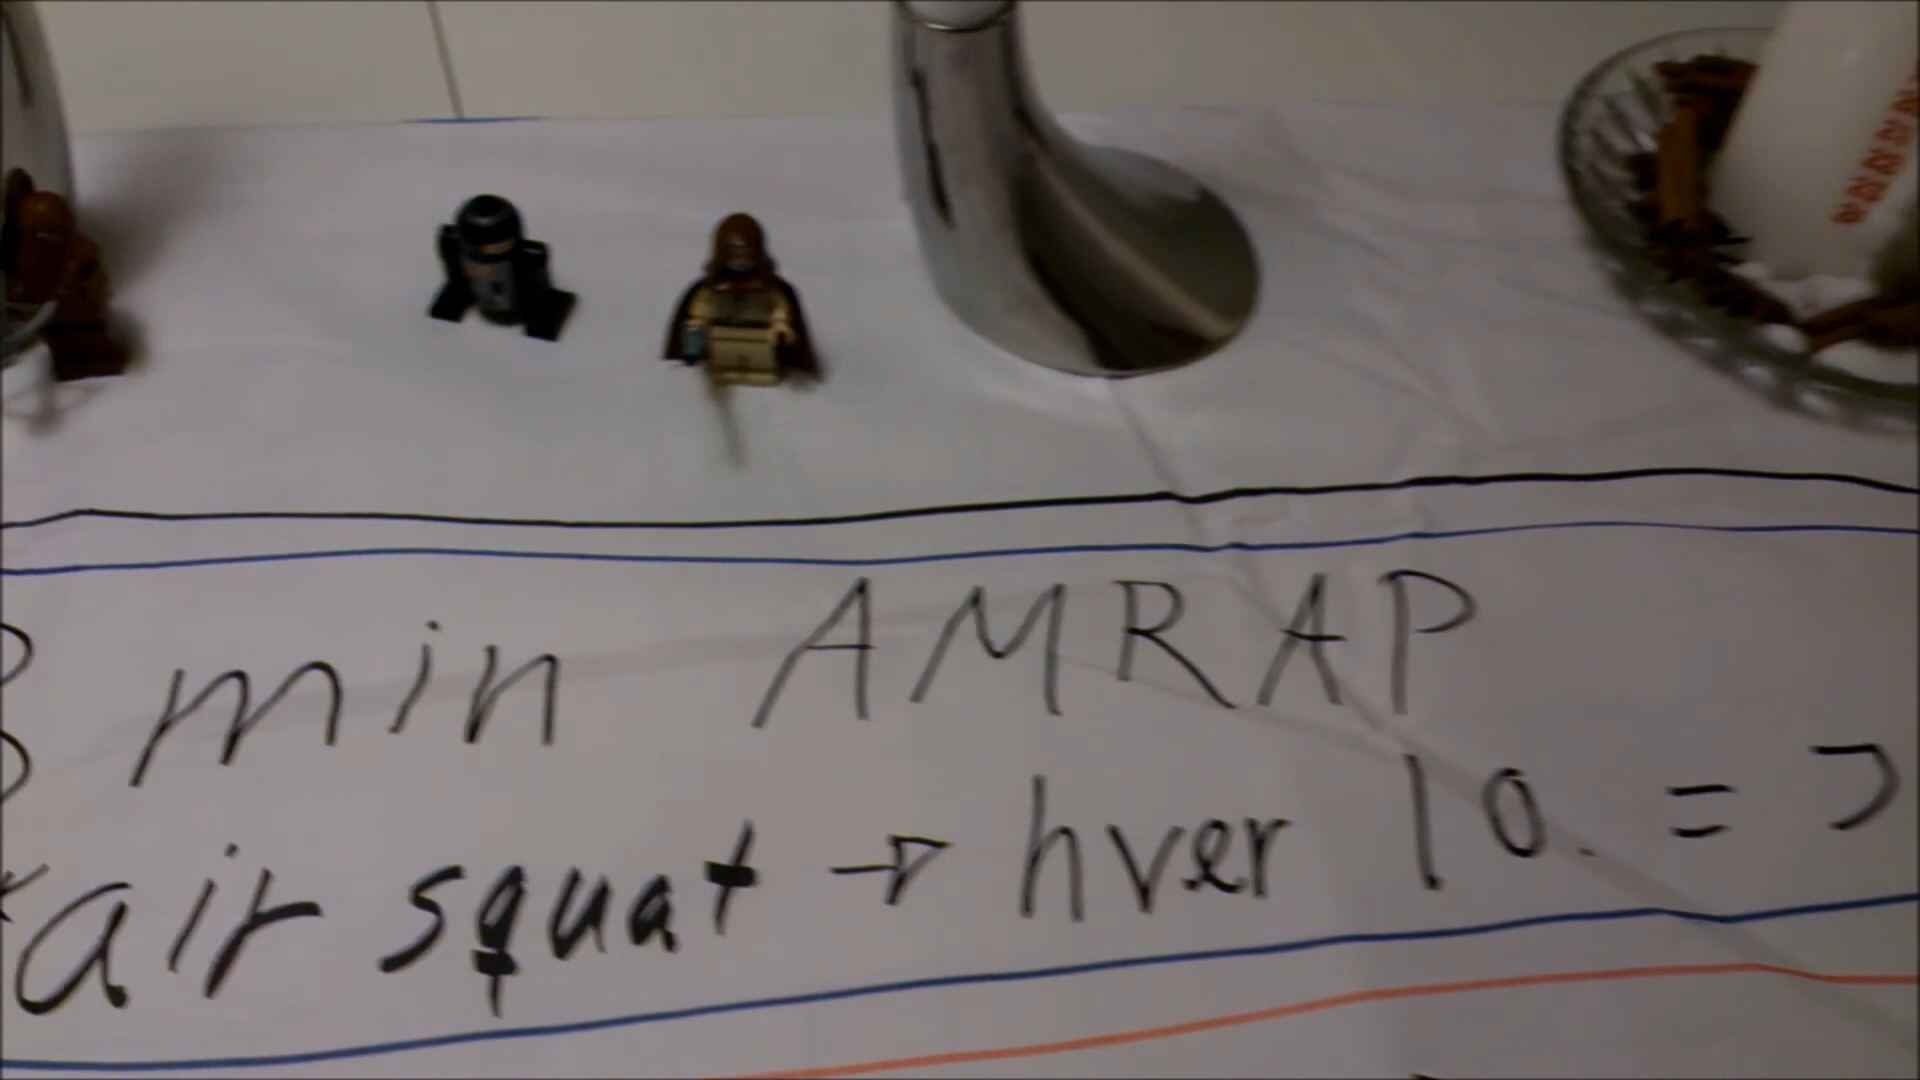 min AMRAP
air squat → hver 10. =